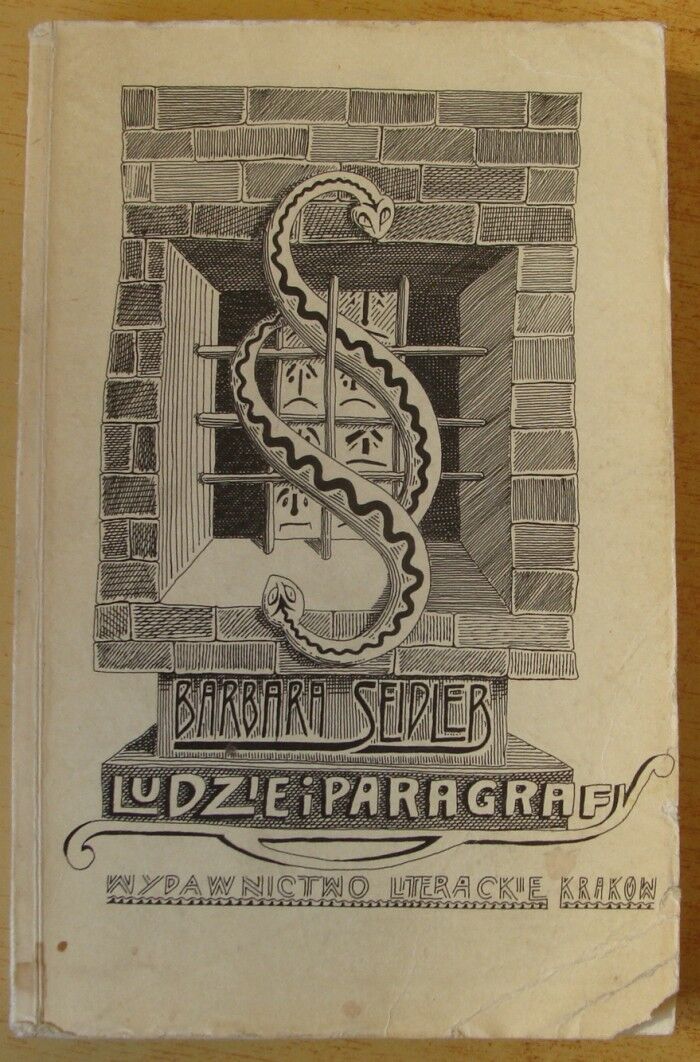 BARBARA SEIDLER
LUDZIE i PARAGRAFY
WYDAWNICTWO LITERACKIE KRAKÓW